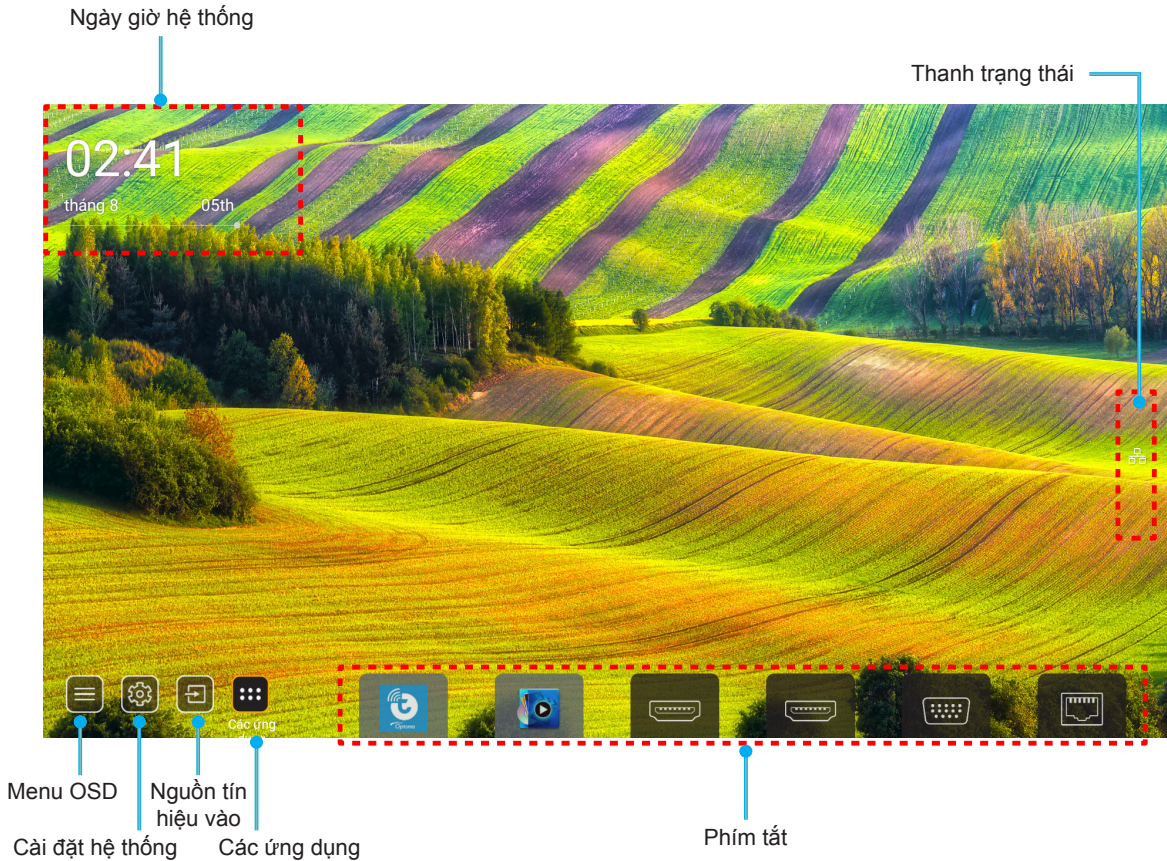 Ngày giờ hệ thống
Thanh trạng thái
02:41
tháng 8 05th
Các ứng
Optoma
Menu OSD
Nguồn tín
hiệu vào
Cài đặt hệ thống
Các ứng dụng
Phím tắt